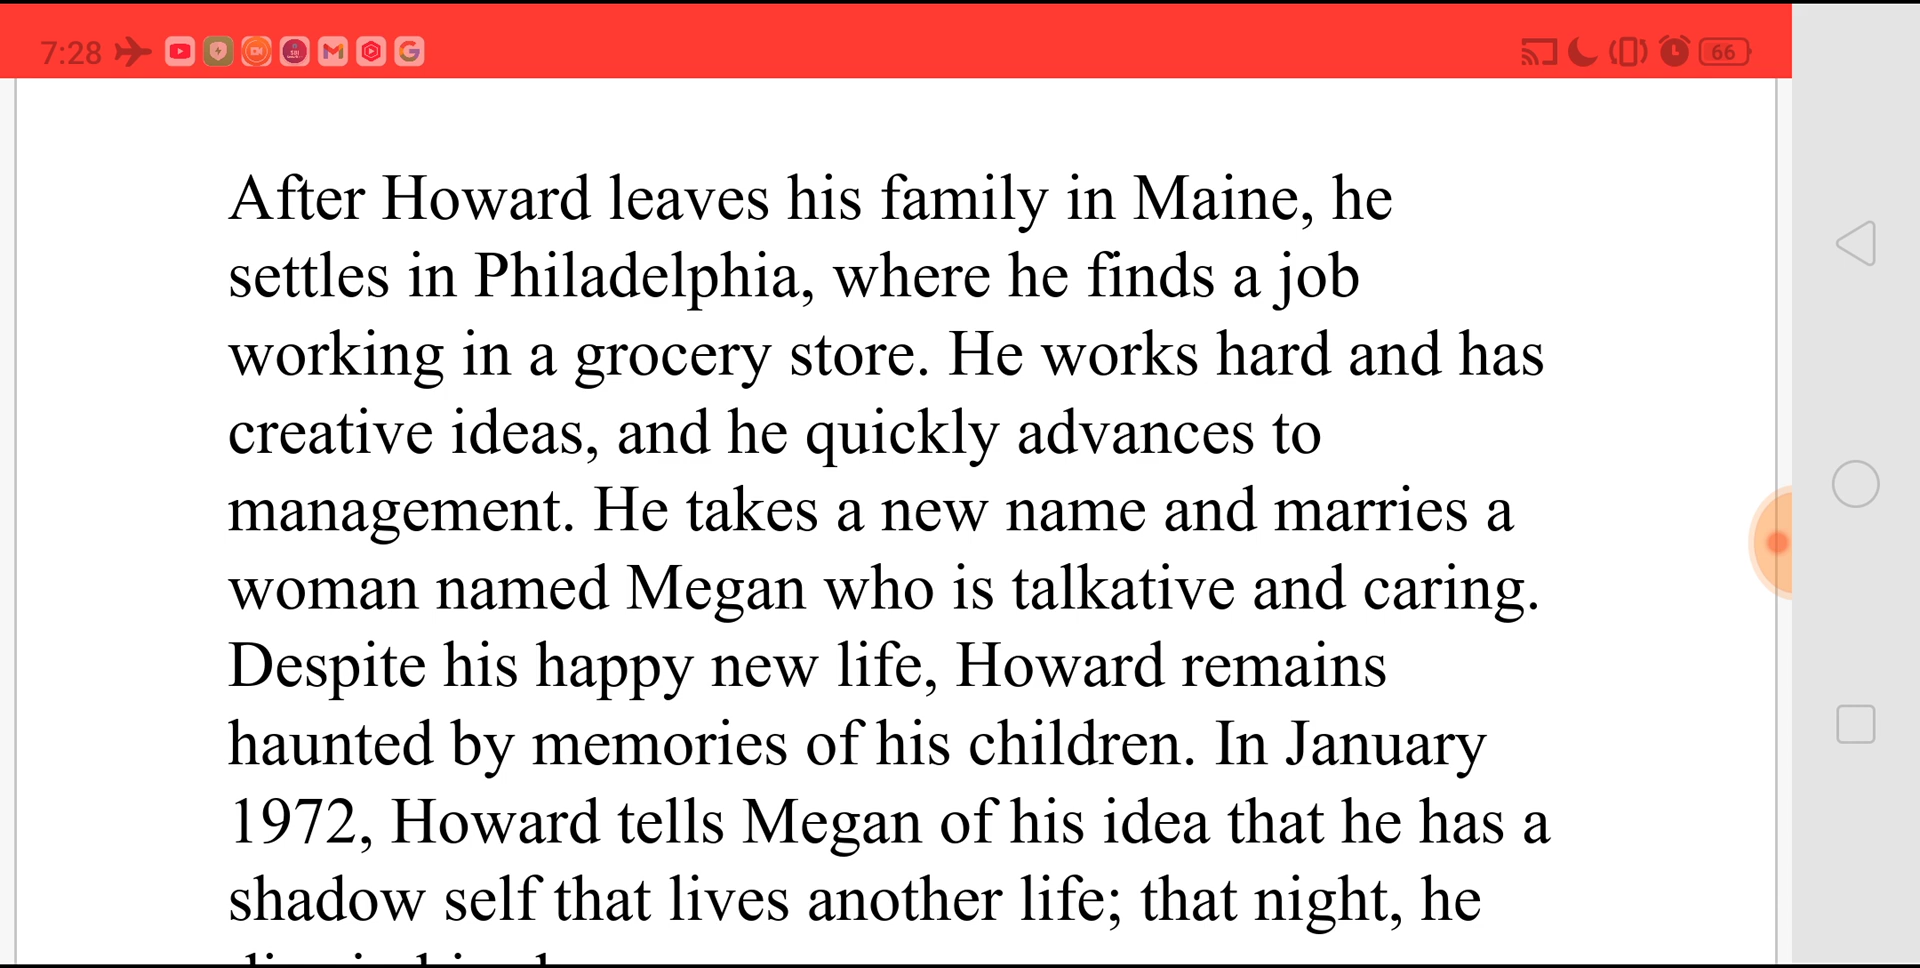 7:28
66
After Howard leaves his family in Maine, he
settles in Philadelphia, where he finds a job
working in a grocery store. He works hard and has
creative ideas, and he quickly advances to
management. He takes a new name and marries a
woman named Megan who is talkative and caring.
Despite his happy new life, Howard remains
haunted by memories of his children. In January
1972, Howard tells Megan of his idea that he has a
shadow self that lives another life; that night, he